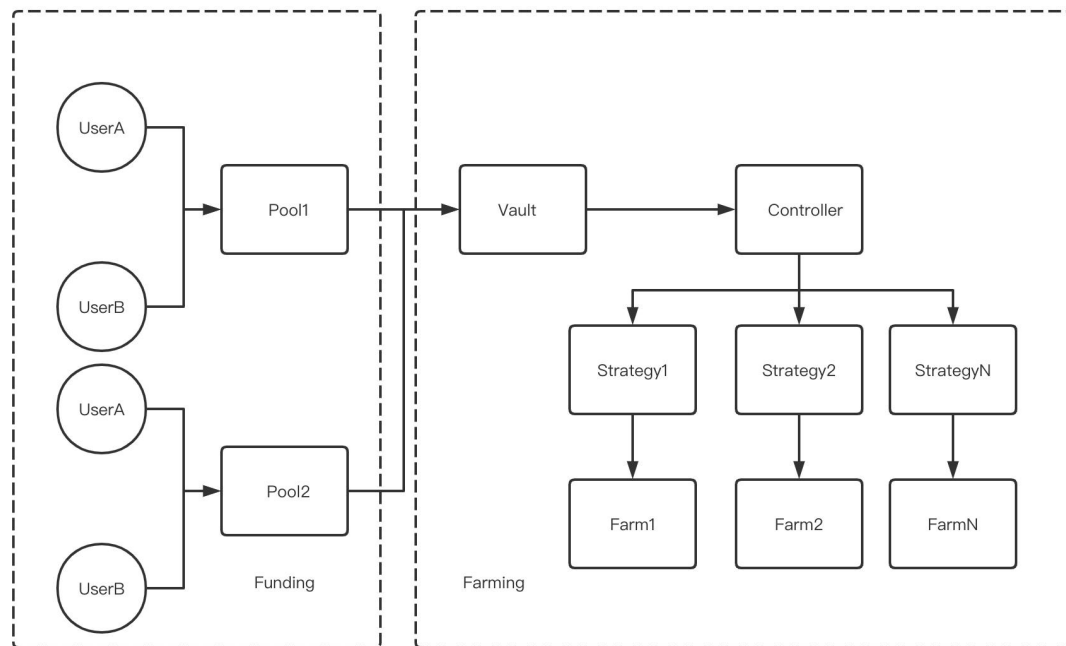 UserA
Pool1
UserB
UserA
Pool2
UserB
Funding
Vault
Controller
Strategy1
Strategy2
StrategyN
Farm1
Farm2
FarmN
Farming